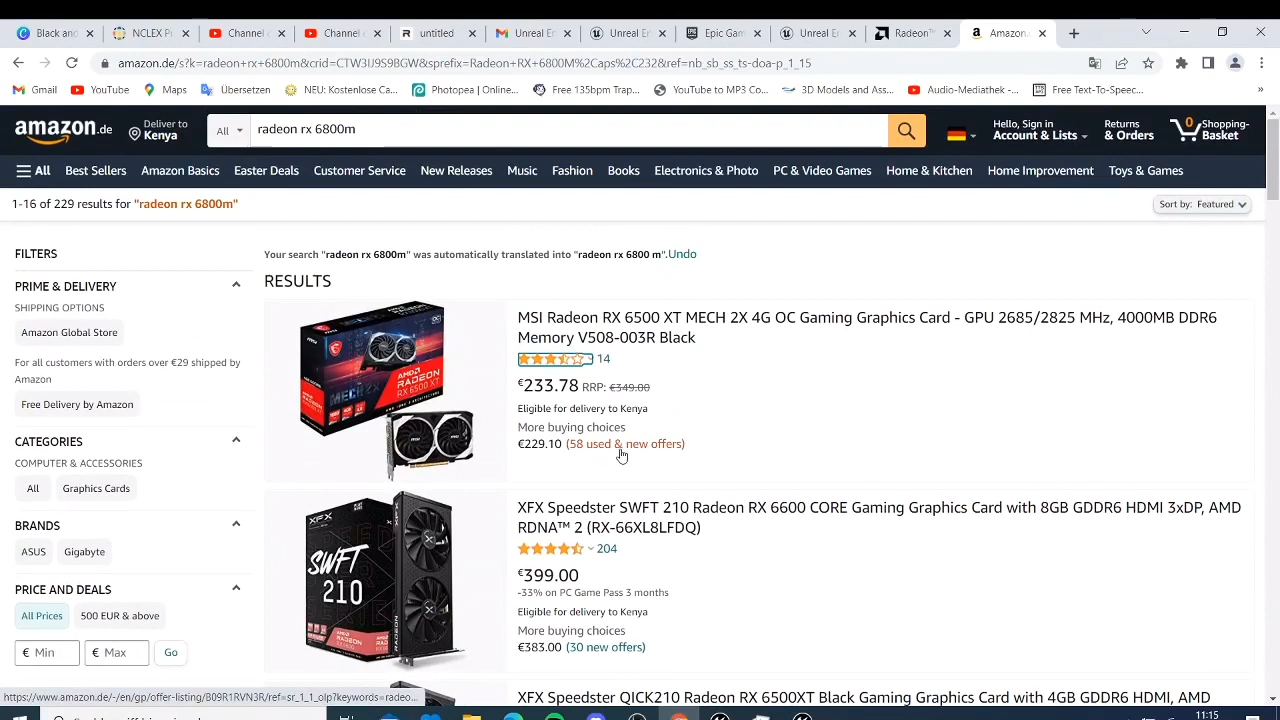 Black and
NCLEX P
Channel
Channel
untitled
Unreal En
Unreal En
Epic Gam
Unreal En
Radeon™
Amazon.
amazon.de/s?k=radeon+rx+6800m&crid=CTW3IJ9S9BGW&sprefix=Radeon+RX+6800M%2Caps%2C232&ref=nb_sb_ss_ts-doa-p_1_15
Gmail
YouTube
Maps
Übersetzen
NEU: Kostenlose Ca...
Photopea | Online...
Free 135bpm Trap...
YouTube to MP3 Co...
3D Models and Ass...
Audio-Mediathek -...
Free Text-To-Speec...
»
amazon.de
Deliver to
Kenya
All
radeon rx 6800m
Hello, Sign in
Account & Lists
Returns
& Orders
0
Shopping-
Basket
All
Best Sellers
Amazon Basics
Easter Deals
Customer Service
New Releases
Music
Fashion
Books
Electronics & Photo
PC & Video Games
Home & Kitchen
Home Improvement
Toys & Games
1-16 of 229 results for "radeon rx 6800m"
Sort by: Featured
FILTERS
PRIME & DELIVERY
SHIPPING OPTIONS
Amazon Global Store
For all customers with orders over €29 shipped by
Amazon
Free Delivery by Amazon
CATEGORIES
COMPUTER & ACCESSORIES
All
Graphics Cards
BRANDS
ASUS
Gigabyte
PRICE AND DEALS
All Prices
500 EUR & above
€ Min
€ Max
Go
Your search "radeon rx 6800m" was automatically translated into "radeon rx 6800 m".Undo
RESULTS
MECH 2X
AMD
RADEON
RX 6500 XT
MSI Radeon RX 6500 XT MECH 2X 4G OC Gaming Graphics Card - GPU 2685/2825 MHz, 4000MB DDR6
Memory V508-003R Black
14
€233.78 RRP: €349.00
Eligible for delivery to Kenya
More buying choices
€229.10 (58 used & new offers)
XFX
SWFT
210
AMD
RADEON
XFX Speedster SWFT 210 Radeon RX 6600 CORE Gaming Graphics Card with 8GB GDDR6 HDMI 3xDP, AMD
RDNA™ 2 (RX-66XL8LFDQ)
204
€399.00
-33% on PC Game Pass 3 months
Eligible for delivery to Kenya
More buying choices
€383.00 (30 new offers)
XFX Speedster QICK210 Radeon RX 6500XT Black Gaming Graphics Card with 4GB GDDR6 HDMI, AMD
https://www.amazon.de/-/en/gp/offer-listing/B09R1RVN3R/ref=sr_1_1_olp?keywords=radeo...
11:15